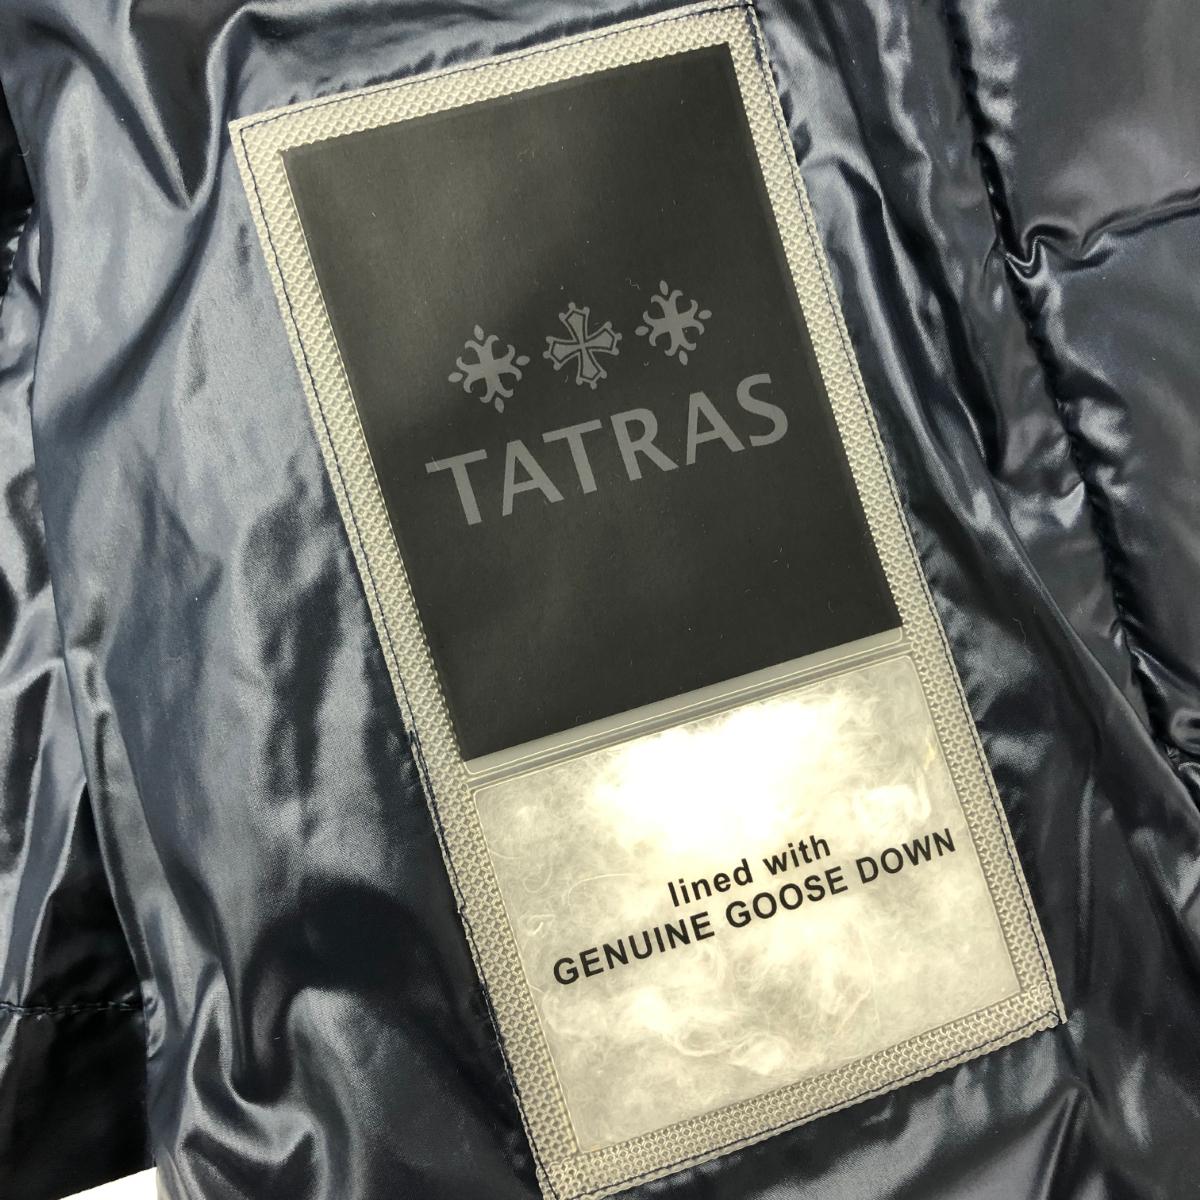 TATRAS
lined with
GENUINE GOOSE DOWN